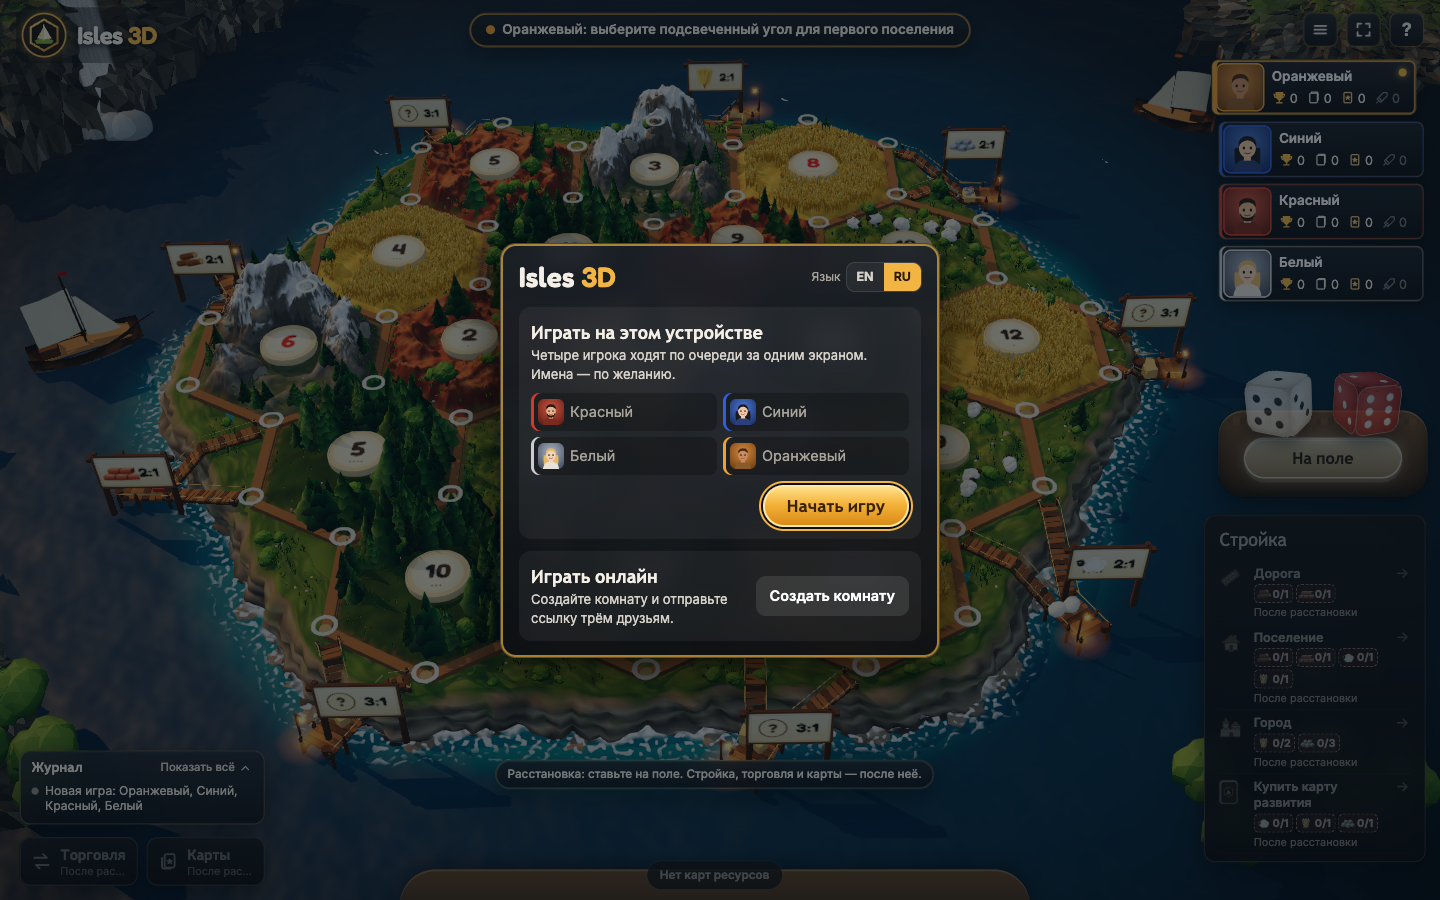 Isles 3D
Оранжевый: выберите подсвеченный угол для первого поселения
?
2:1
? 3:1
2:1
5
3
8
4
9
2:1
6
2
12
? 3:1
5
10
2:1
? 3:1
? 3:1
Оранжевый
0 0 0 0
Синий
0 0 0 0
Красный
0 0 0 0
Белый
0 0 0 0
Isles 3D
Язык EN RU
Играть на этом устройстве
Четыре игрока ходят по очереди за одним экраном.
Имена — по желанию.
Красный Синий
Белый Оранжевый
Начать игру
Играть онлайн
Создайте комнату и отправьте
ссылку трём друзьям.
Создать комнату
На поле
Стройка
Дорога
0/1 0/1
После расстановки
Поселение
0/1 0/1 0/1
0/1
После расстановки
Город
0/2 0/3
После расстановки
Купить карту
развития
0/1 0/1 0/1
После расстановки
Расстановка: ставьте на поле. Стройка, торговля и карты — после неё.
Журнал Показать всё
Новая игра: Оранжевый, Синий,
Красный, Белый
Торговля
После рас...
Карты
После рас...
Нет карт ресурсов